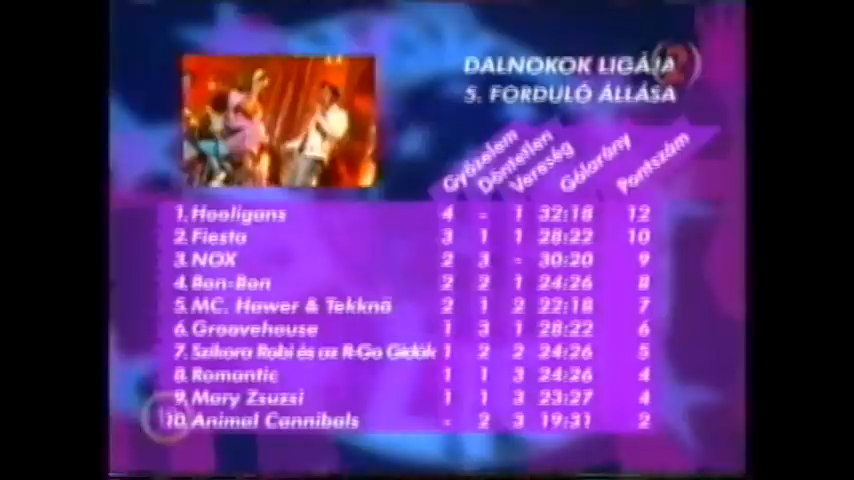 DALNOKOK LIGÁJA
5. FORDULÓ ÁLLÁSA
Győzelem Döntetlen Vereség Gólarány Pontszám
1. Hooligans 4 - 1 32:18 12
2. Fiesta 3 1 1 28:22 10
3. NOX 2 3 - 30:20 9
4. Bon-Bon 2 2 1 24:26 8
5. MC. Hawer & Tekknő 2 1 2 22:18 7
6. Groovehouse 1 3 1 28:22 6
7. Szikora Robi és az R-Go Gidák 1 2 2 24:26 5
8. Romantic 1 1 3 24:26 4
9. Mary Zsuzsi 1 1 3 23:27 4
10. Animal Cannibals - 2 3 19:31 2